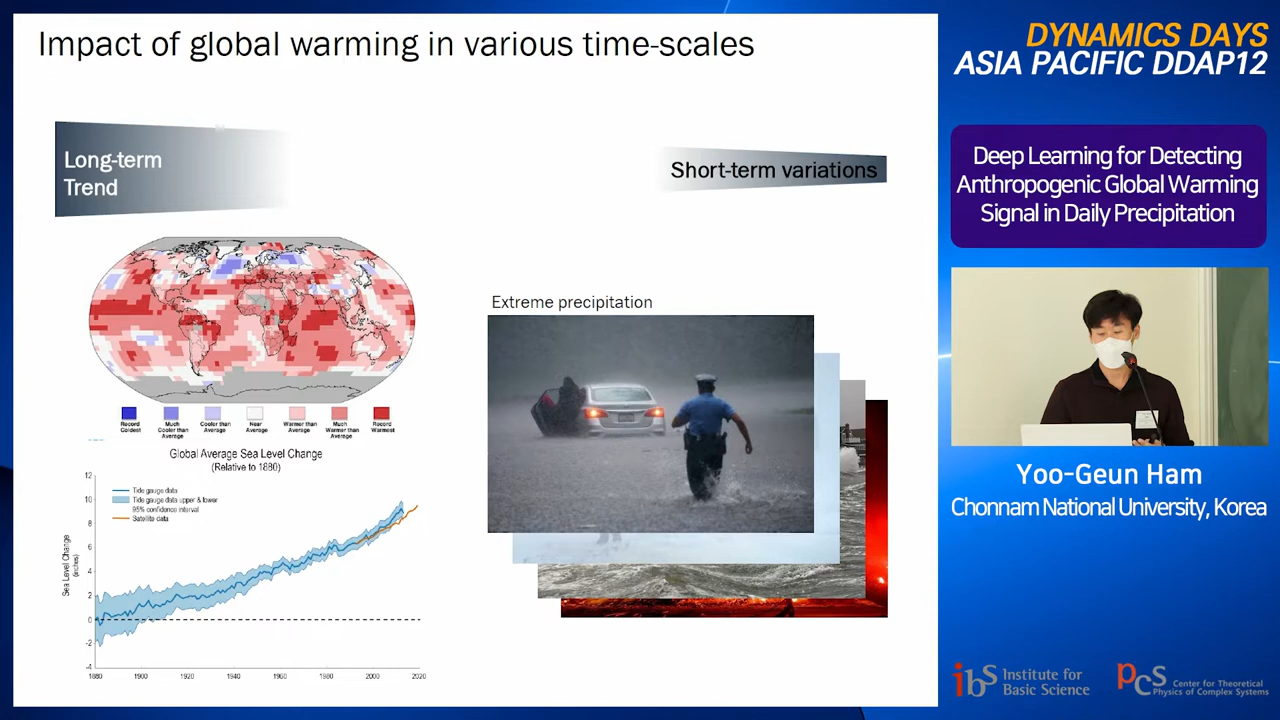 Impact of global warming in various time-scales
Long-term
Trend
Short-term variations
Record
Coldest
Much
Cooler than
Average
Cooler than
Average
Near
Average
Warmer than
Average
Much
Warmer than
Average
Record
Warmest
Global Average Sea Level Change
(Relative to 1880)
Sea Level Change
(inches)
12
10
8
6
4
2
0
-2
-4
Tide gauge data
Tide gauge data upper & lower
95% confidence interval
Satellite data
1880
1900
1920
1940
1960
1980
2000
2020
Extreme precipitation
DYNAMICS DAYS
ASIA PACIFIC DDAP12
Deep Learning for Detecting
Anthropogenic Global Warming
Signal in Daily Precipitation
Yoo-Geun Ham
Chonnam National University, Korea
ibS Institute for
Basic Science
PCS Center for Theoretical
Physics of Complex Systems